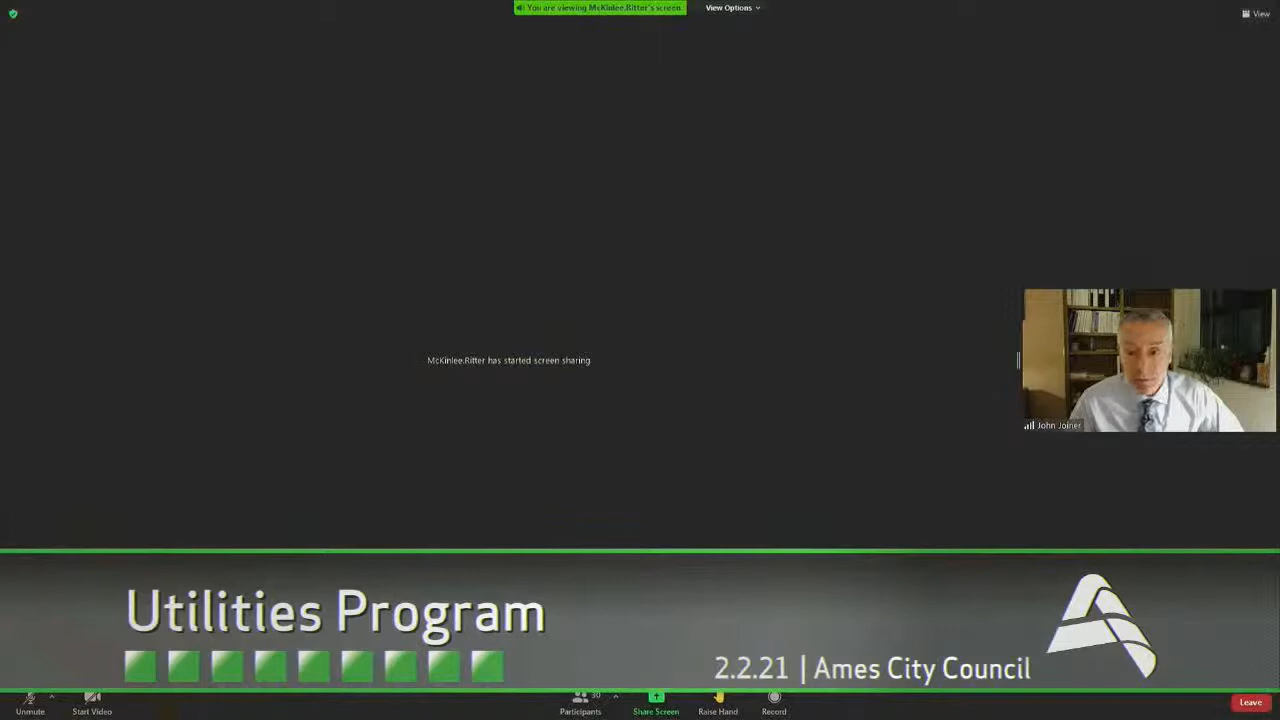 You are viewing McKinlee.Ritter's screen
View Options
View
McKinlee.Ritter has started screen sharing
John Joiner
Utilities Program
2.2.21 | Ames City Council
Unmute
Start Video
30
Participants
Share Screen
Raise Hand
Record
Leave